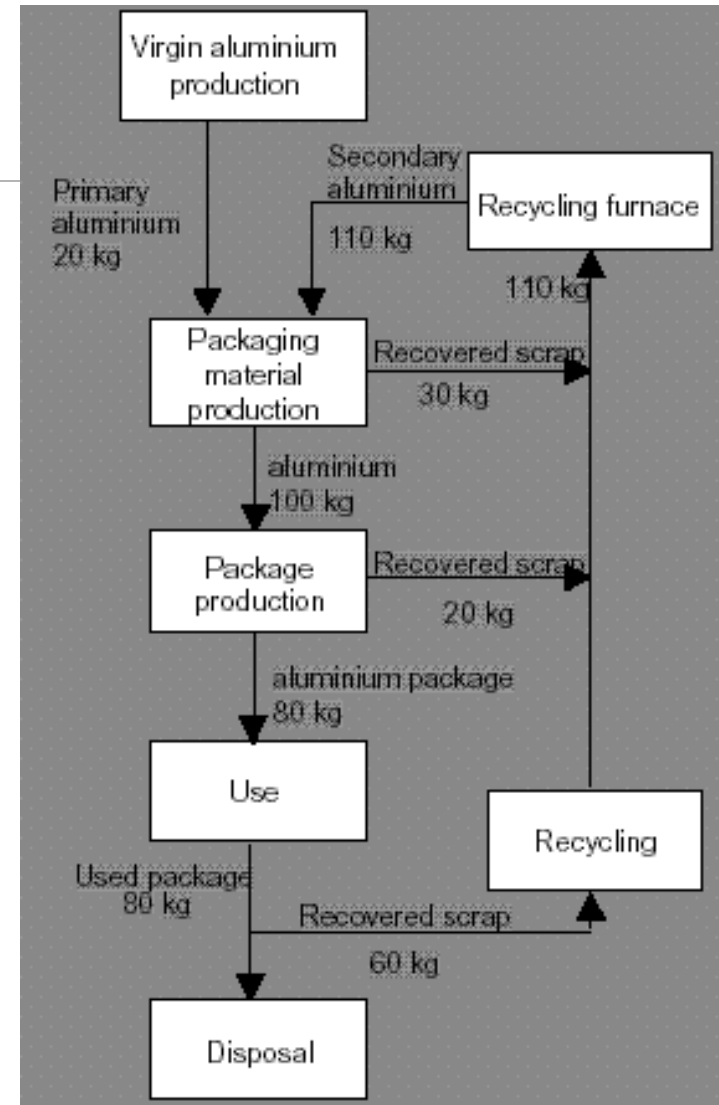 Virgin aluminium
production
Primary
aluminium
20 kg
Secondary
aluminium
110 kg
Recycling furnace
110 kg
Packaging
material
production
Recovered scrap
30 kg
aluminium
100 kg
Package
production
Recovered scrap
20 kg
aluminium package
80 kg
Use
Recycling
Used package
80 kg
Recovered scrap
60 kg
Disposal